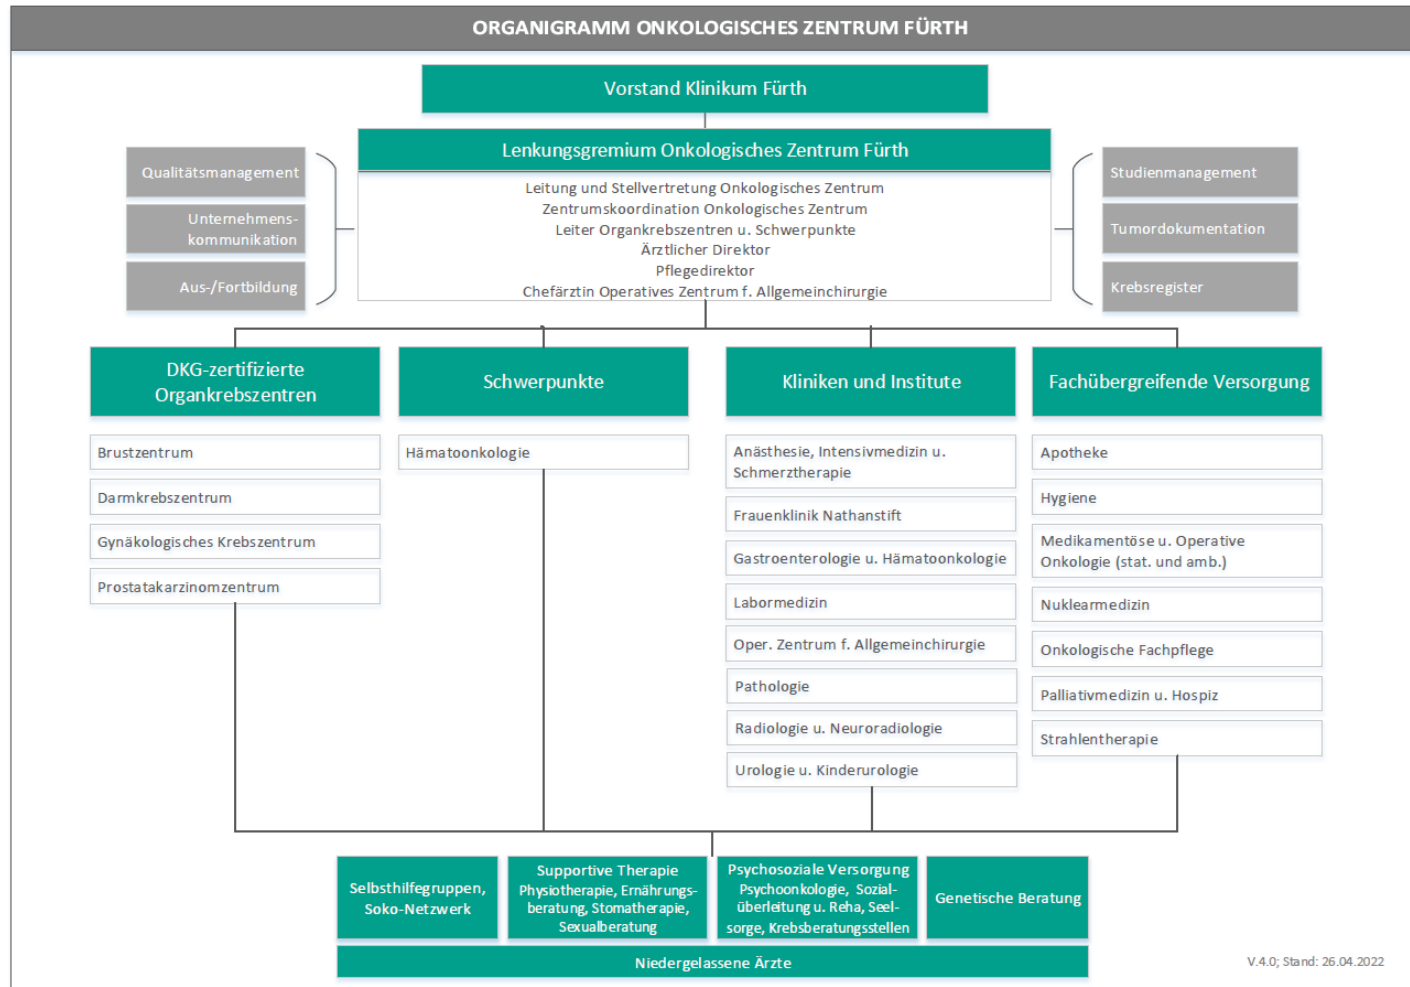 ORGANIGRAMM ONKOLOGISCHES ZENTRUM FÜRTH
Vorstand Klinikum Fürth
Lenkungsgremium Onkologisches Zentrum Fürth
Leitung und Stellvertretung Onkologisches Zentrum
Zentrumskoordination Onkologisches Zentrum
Leiter Organkrebszentren u. Schwerpunkte
Ärztlicher Direktor
Pflegedirektor
Chefärztin Operatives Zentrum f. Allgemeinchirurgie
Qualitätsmanagement
Unternehmens-
kommunikation
Aus-/Fortbildung
Studienmanagement
Tumordokumentation
Krebsregister
DKG-zertifizierte
Organkrebszentren
Brustzentrum
Darmkrebszentrum
Gynäkologisches Krebszentrum
Prostatakarzinomzentrum
Schwerpunkte
Hämatoonkologie
Kliniken und Institute
Anästhesie, Intensivmedizin u.
Schmerztherapie
Frauenklinik Nathanstift
Gastroenterologie u. Hämatoonkologie
Labormedizin
Oper. Zentrum f. Allgemeinchirurgie
Pathologie
Radiologie u. Neuroradiologie
Urologie u. Kinderurologie
Fachübergreifende Versorgung
Apotheke
Hygiene
Medikamentöse u. Operative
Onkologie (stat. und amb.)
Nuklearmedizin
Onkologische Fachpflege
Palliativmedizin u. Hospiz
Strahlentherapie
Selbsthilfegruppen,
Soko-Netzwerk
Supportive Therapie
Physiotherapie, Ernährungs-
beratung, Stomatherapie,
Sexualberatung
Psychosoziale Versorgung
Psychoonkologie, Sozial-
überleitung u. Reha, Seel-
sorge, Krebsberatungsstellen
Genetische Beratung
Niedergelassene Ärzte
V.4.0; Stand: 26.04.2022